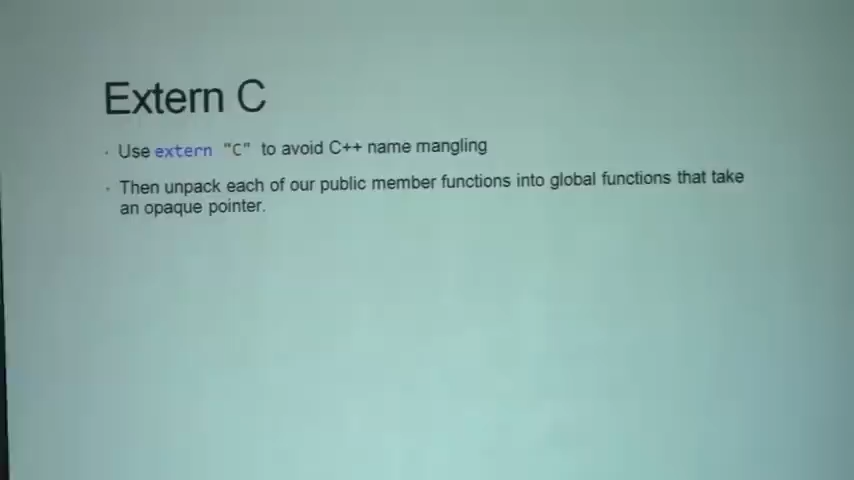 Extern C
· Use extern "C" to avoid C++ name mangling
· Then unpack each of our public member functions into global functions that take
an opaque pointer.